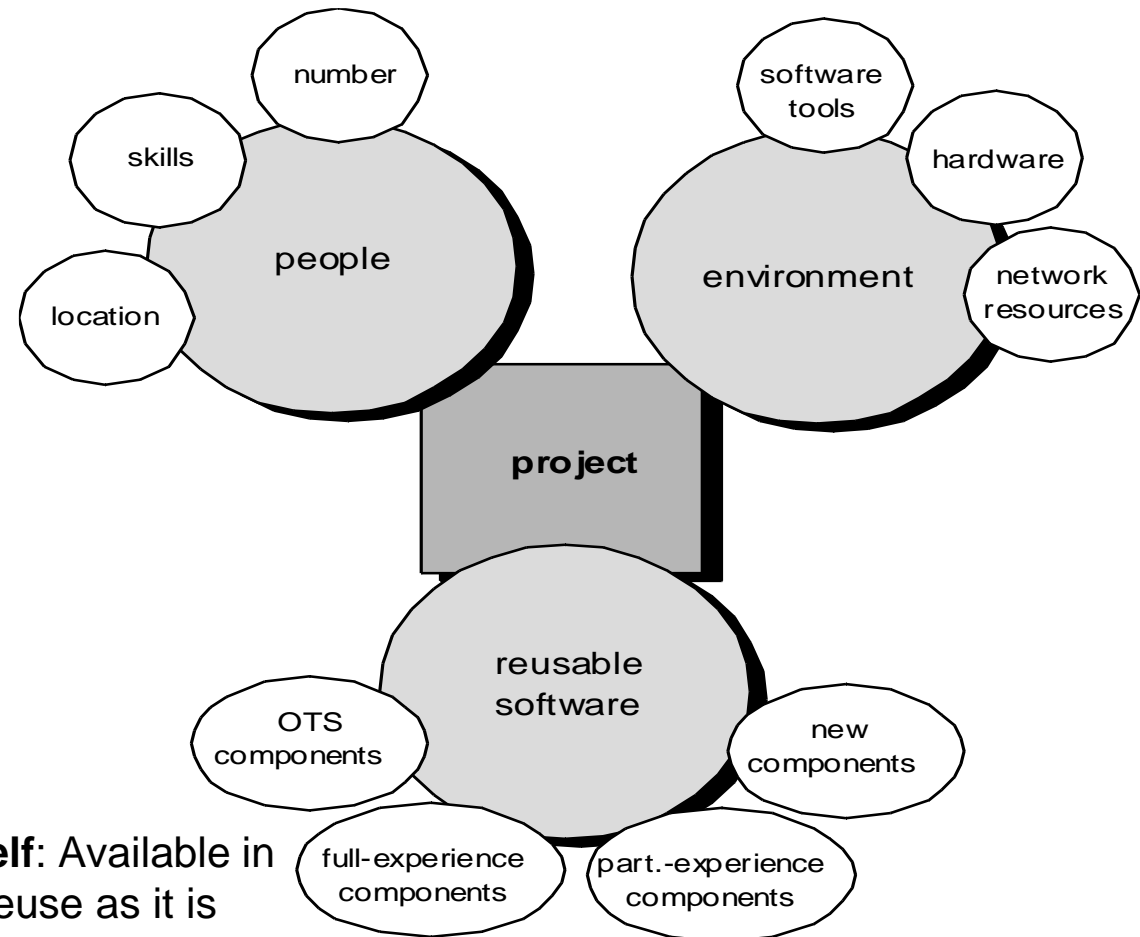 number
skills
people
location
software
tools
hardware
environment
network
resources
project
reusable
software
OTS
components
new
components
full-experience
components
part.-experience
components
elf: Available in
euse as it is